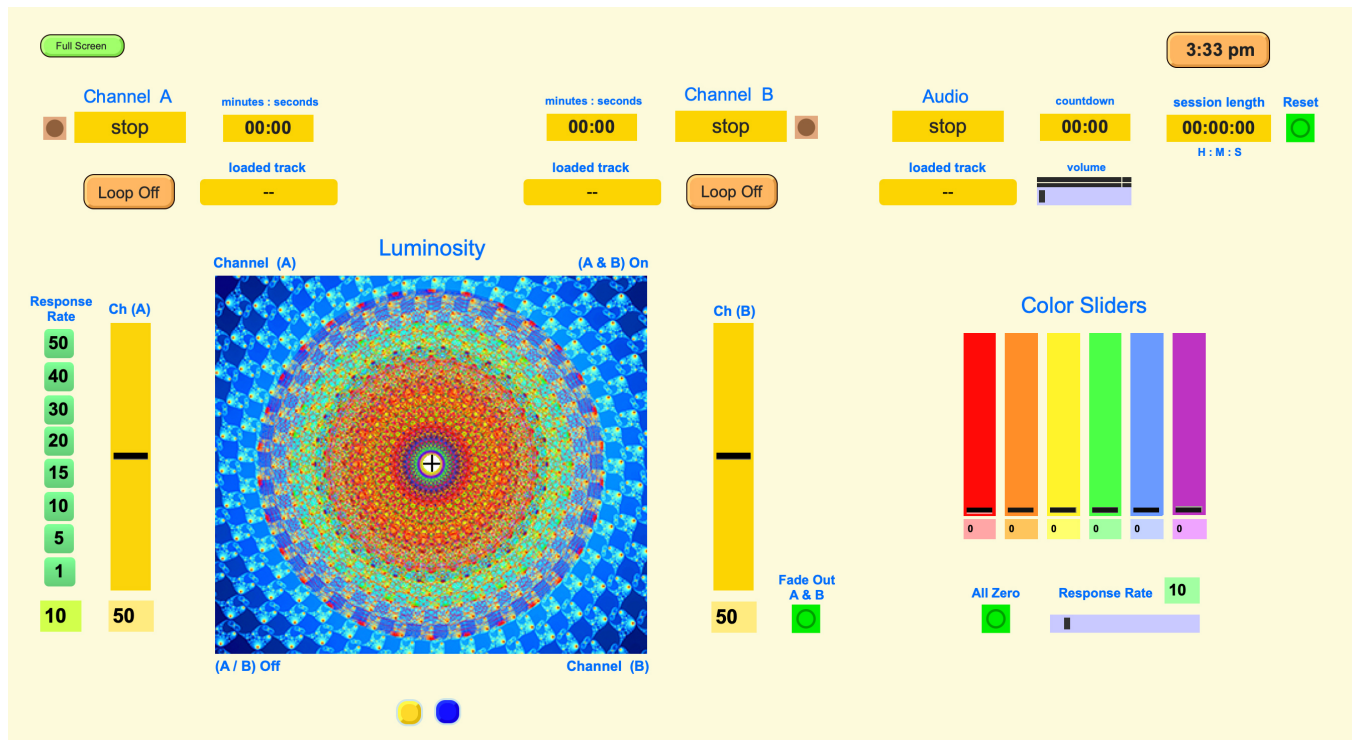 Full Screen
3:33 pm
Channel A
minutes : seconds
minutes : seconds
Channel B
Audio
countdown
session length
Reset
stop
00:00
00:00
stop
stop
00:00
00:00:00
H : M : S
loaded track
loaded track
loaded track
volume
Loop Off
--
--
Loop Off
--
Luminosity
Channel (A)
(A & B) On
Response
Rate
Ch (A)
Ch (B)
Color Sliders
50
40
30
20
15
10
5
1
10
50
50
0
0
0
0
0
0
Fade Out
A & B
All Zero
Response Rate
10
(A / B) Off
Channel (B)